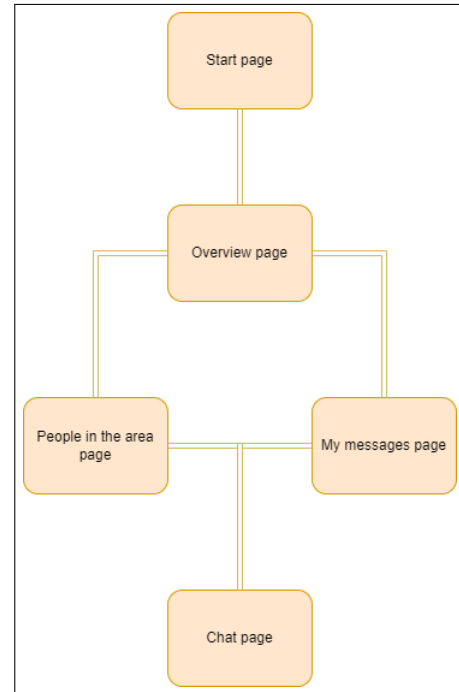 Start page
Overview page
People in the area
page
My messages page
Chat page